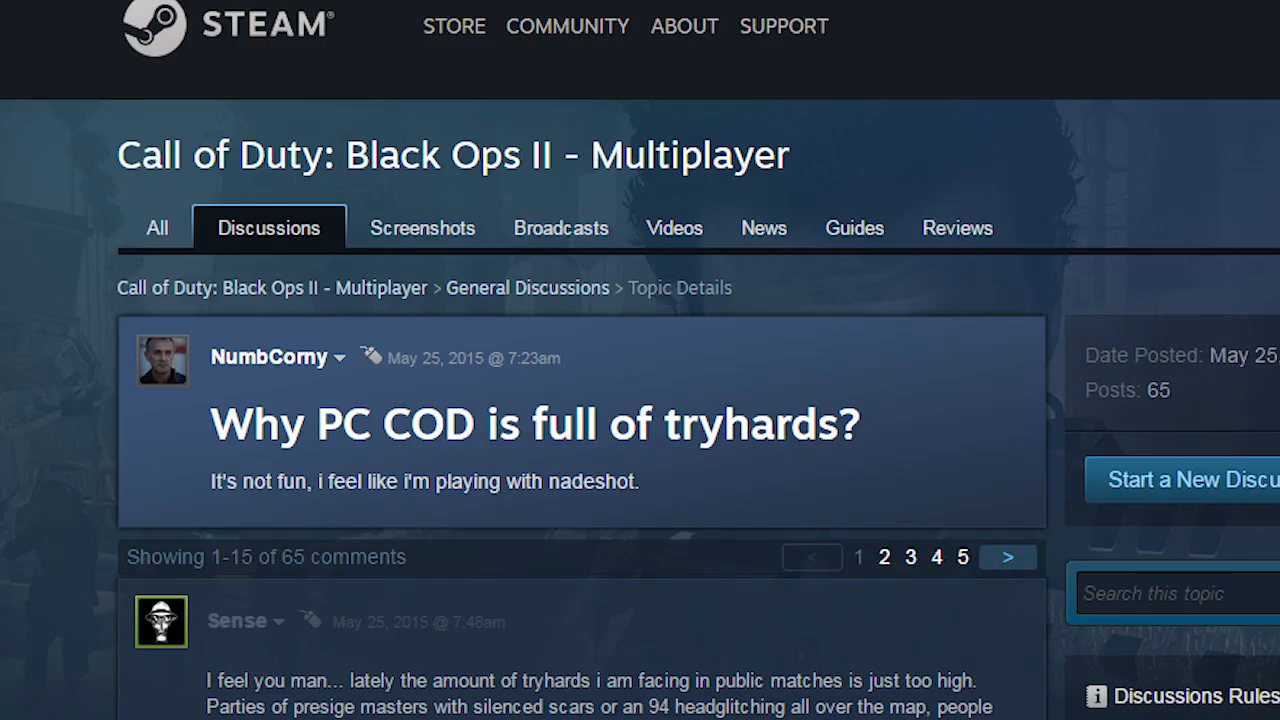 STEAM®
STORE COMMUNITY ABOUT SUPPORT
Call of Duty: Black Ops II - Multiplayer
All Discussions Screenshots Broadcasts Videos News Guides Reviews
Call of Duty: Black Ops II - Multiplayer > General Discussions > Topic Details
NumbCorny May 25, 2015 @ 7:23am
Why PC COD is full of tryhards?
It's not fun, i feel like i'm playing with nadeshot.
Date Posted: May 25,
Posts: 65
Start a New Discu
Showing 1-15 of 65 comments
< 1 2 3 4 5 >
Search this topic
Sense May 25, 2015 @ 7:48am
I feel you man... lately the amount of tryhards i am facing in public matches is just too high.
Parties of presige masters with silenced scars or an 94 headglitching all over the map, people
Discussions Rules